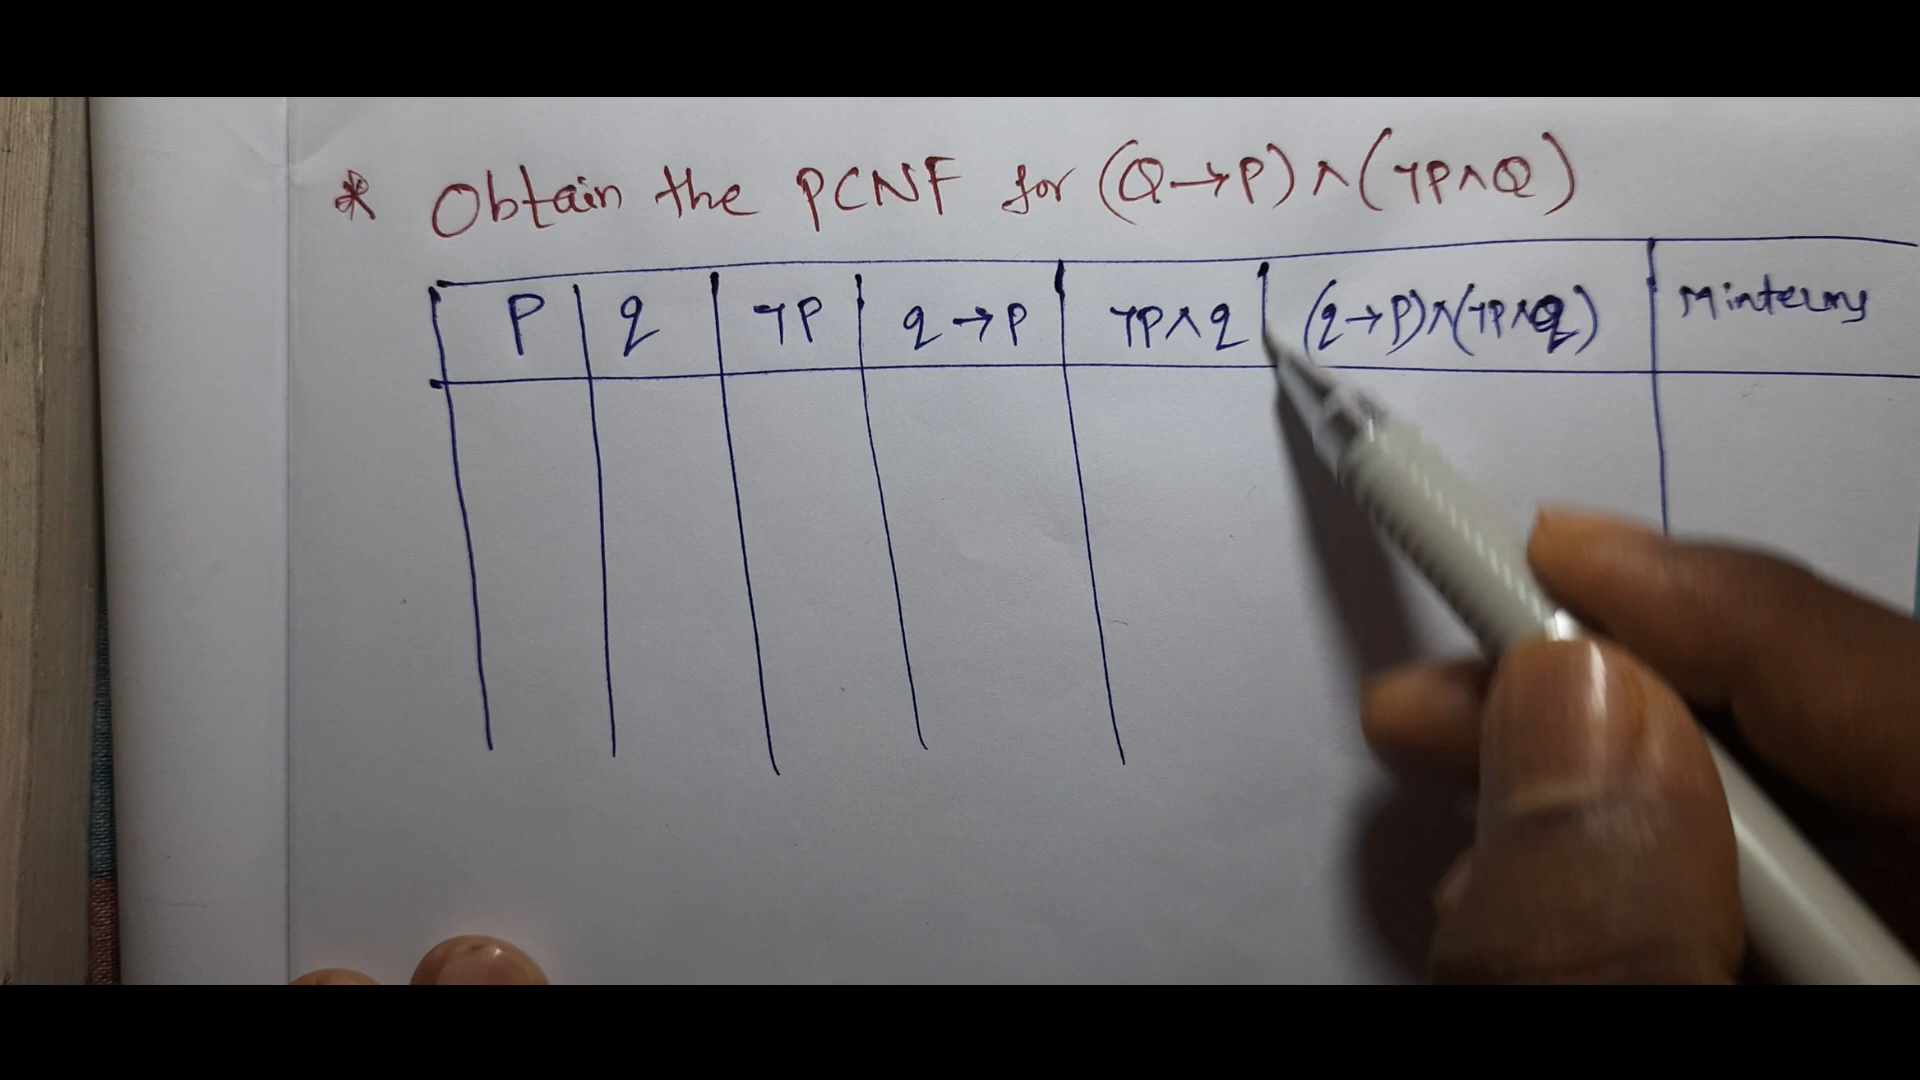 * Obtain the PCNF for (Q→P)∧(¬P∧Q)
P q ¬P q→P ¬P∧q (q→P)∧(¬P∧q) Minterms